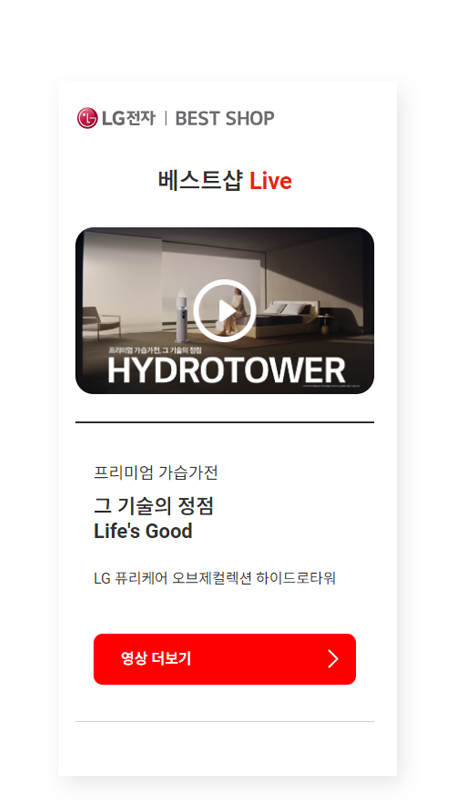 LG전자 | BEST SHOP
베스트샵 Live
프리미엄 가습가전, 그 기술의 정점
HYDROTOWER
프리미엄 가습가전
그 기술의 정점
Life's Good
LG 퓨리케어 오브제컬렉션 하이드로타워
영상 더보기